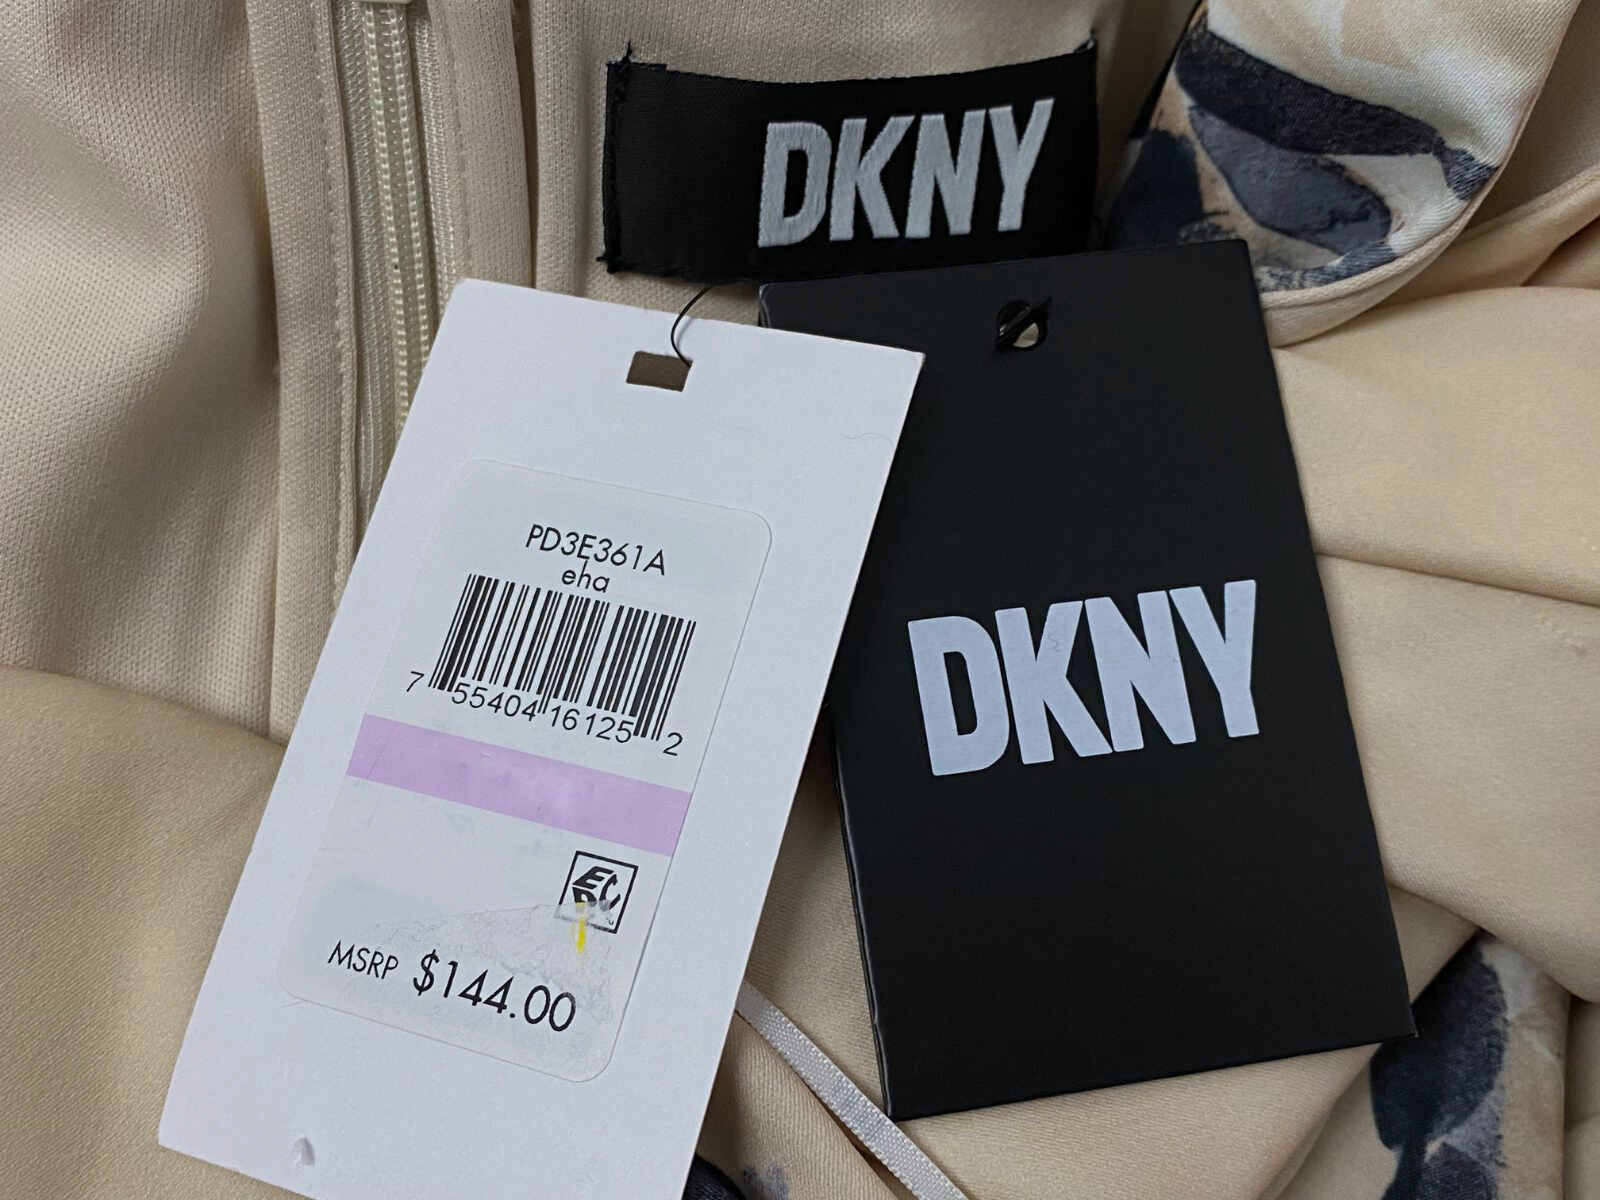 DKNY
PD3E361A
eha
7 55404 16125 2
MSRP $144.00
DKNY